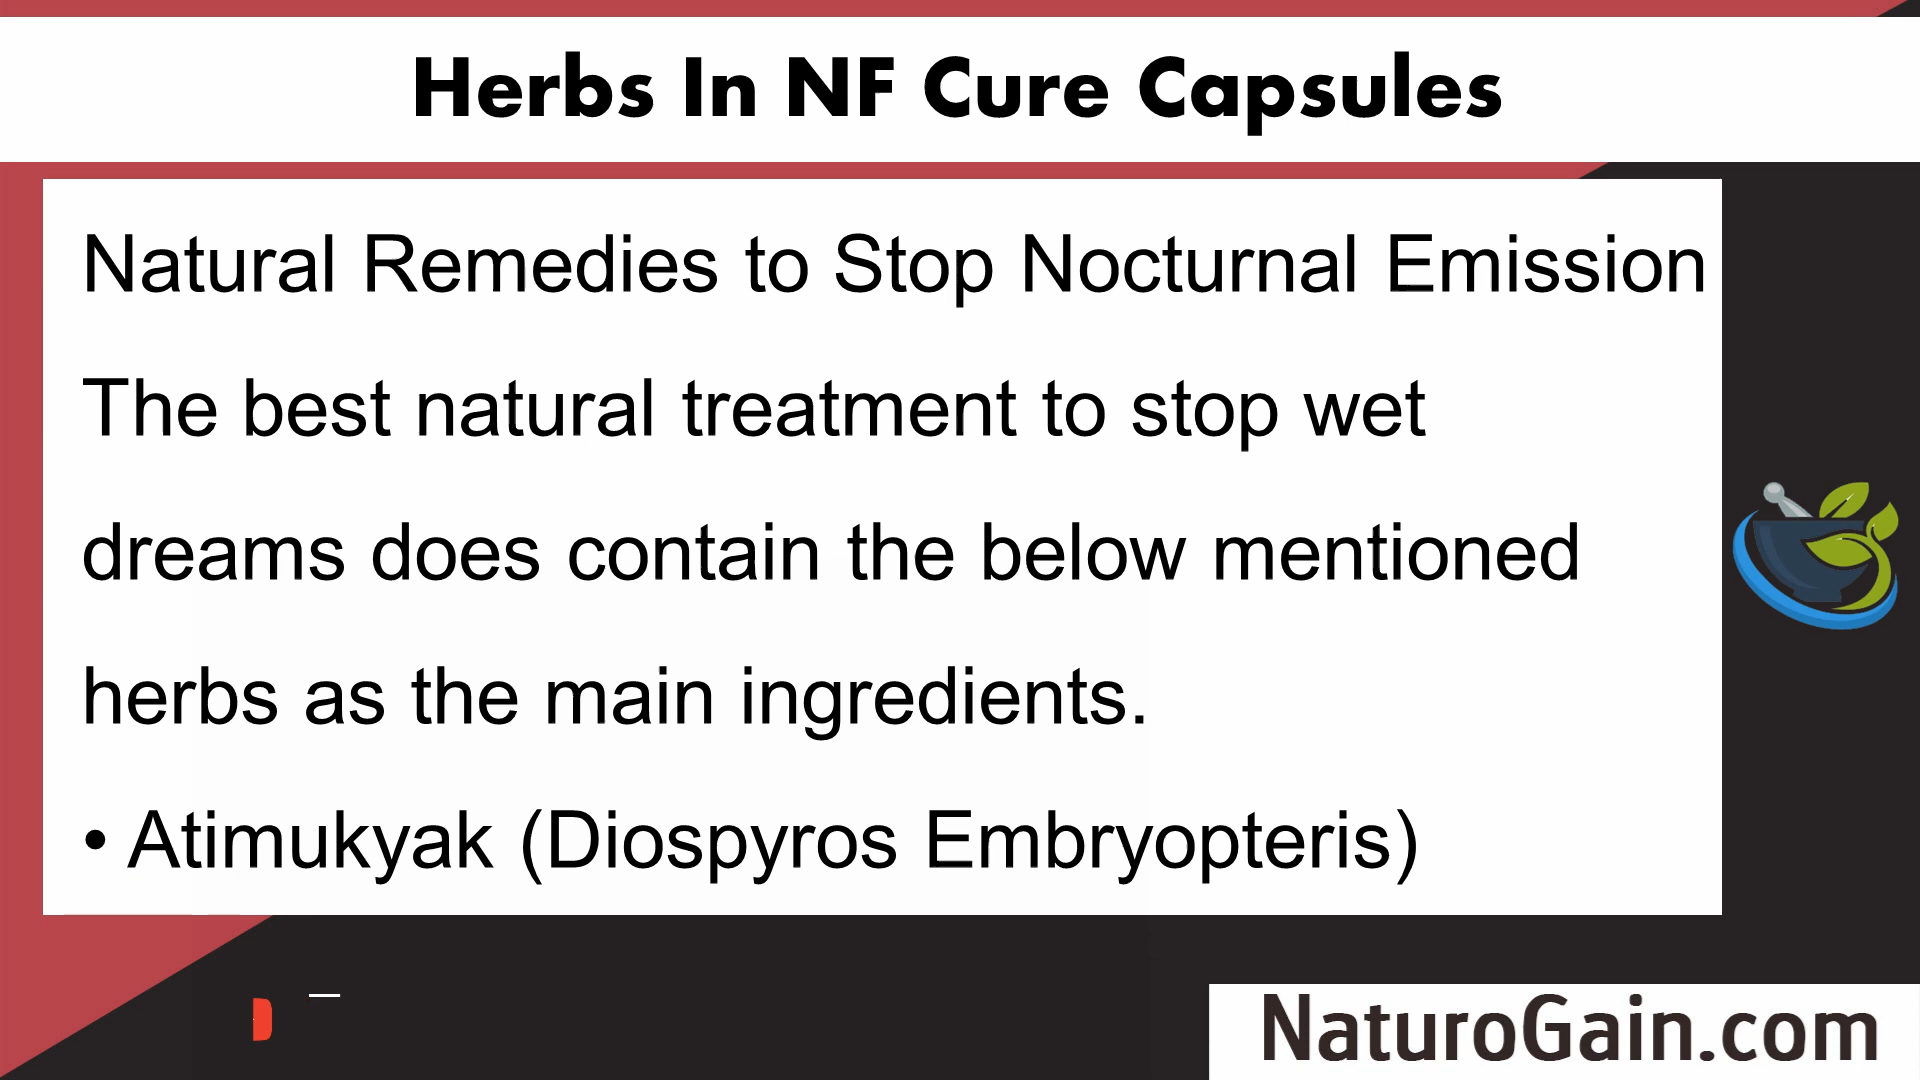 Herbs In NF Cure Capsules
Natural Remedies to Stop Nocturnal Emission
The best natural treatment to stop wet
dreams does contain the below mentioned
herbs as the main ingredients.
• Atimukyak (Diospyros Embryopteris)
NaturoGain.com